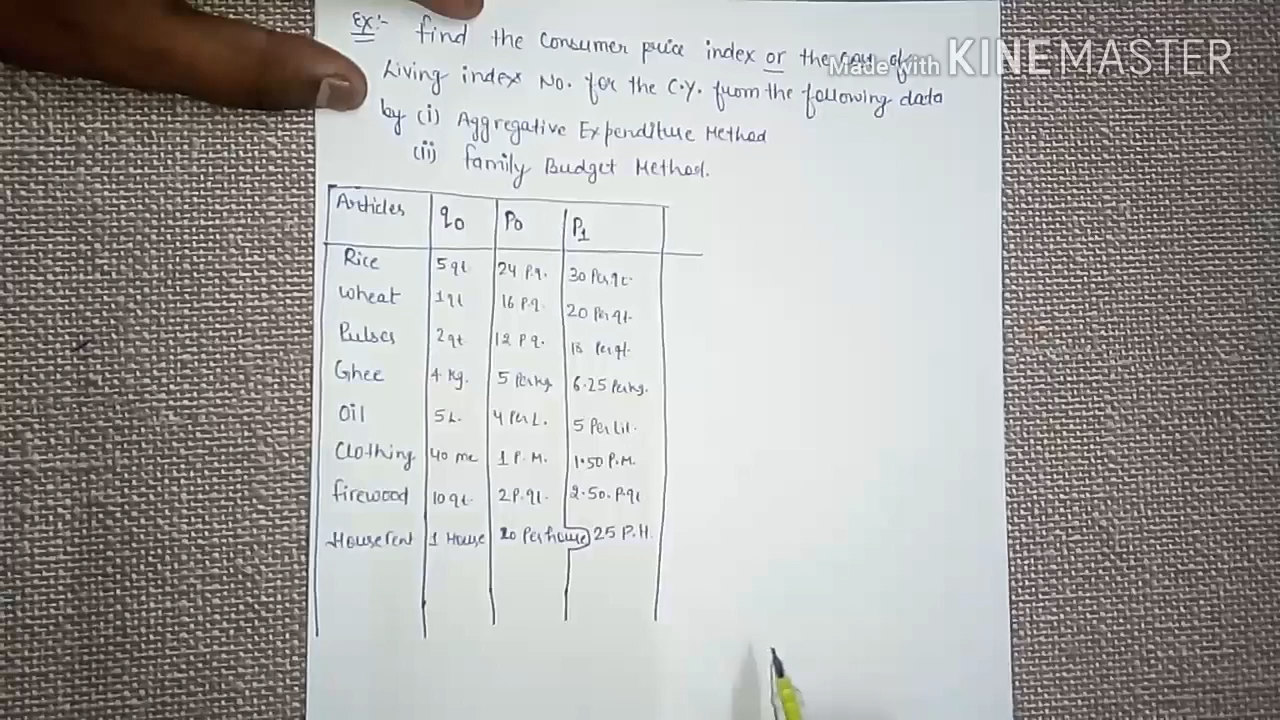 Ex:- find the Consumer price index or the of
Living index No. for the C.Y. from the following data
by (i) Aggregative Expenditure Method
(ii) family Budget Method.
Made With KINEMASTER
Articles q0 P0 P1
Rice 5 qt 24 P.q. 30 Per qt.
Wheat 1 qt 16 P.q. 20 Per qt.
Pulses 2 qt 12 P q. Per qt.
Ghee 4 Kg. 5 Per kg 6.25 Per kg.
Oil 5 L. 4 Per L. 5 Per Lit.
Clothing 40 me 1 P.M. 1.50 P.M.
firewood 10 qt. 2 P.qt. 2.50. P.qt
House rent 1 House 20 Per house 25 P.H.